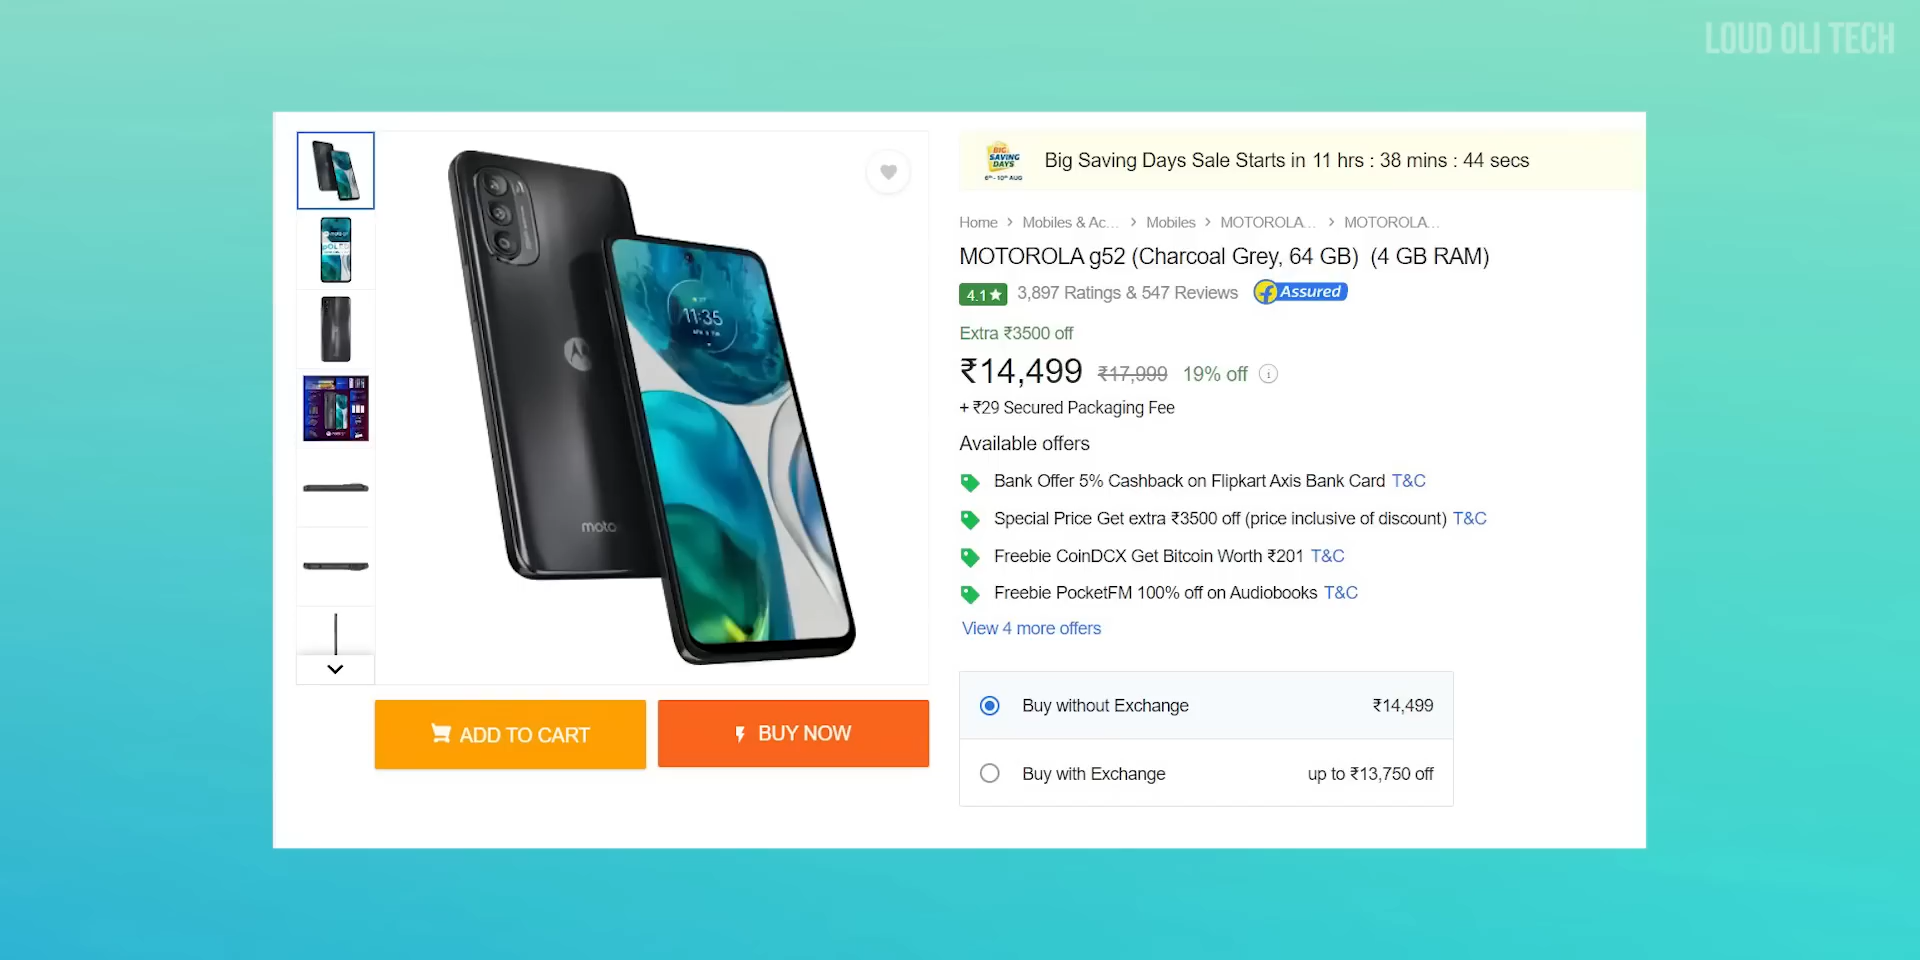 LOUD OLI TECH
BIG
SAVING
DAYS
Big Saving Days Sale Starts in 11 hrs : 38 mins : 44 secs
Home > Mobiles & Ac... > Mobiles > MOTOROLA... > MOTOROLA...
MOTOROLA g52 (Charcoal Grey, 64 GB) (4 GB RAM)
4.1★ 3,897 Ratings & 547 Reviews Assured
Extra ₹3500 off
₹14,499 ₹17,999 19% off
+ ₹29 Secured Packaging Fee
Available offers
Bank Offer 5% Cashback on Flipkart Axis Bank Card T&C
Special Price Get extra ₹3500 off (price inclusive of discount) T&C
Freebie CoinDCX Get Bitcoin Worth ₹201 T&C
Freebie PocketFM 100% off on Audiobooks T&C
View 4 more offers
Buy without Exchange ₹14,499
Buy with Exchange up to ₹13,750 off
11:35
moto
ADD TO CART
BUY NOW